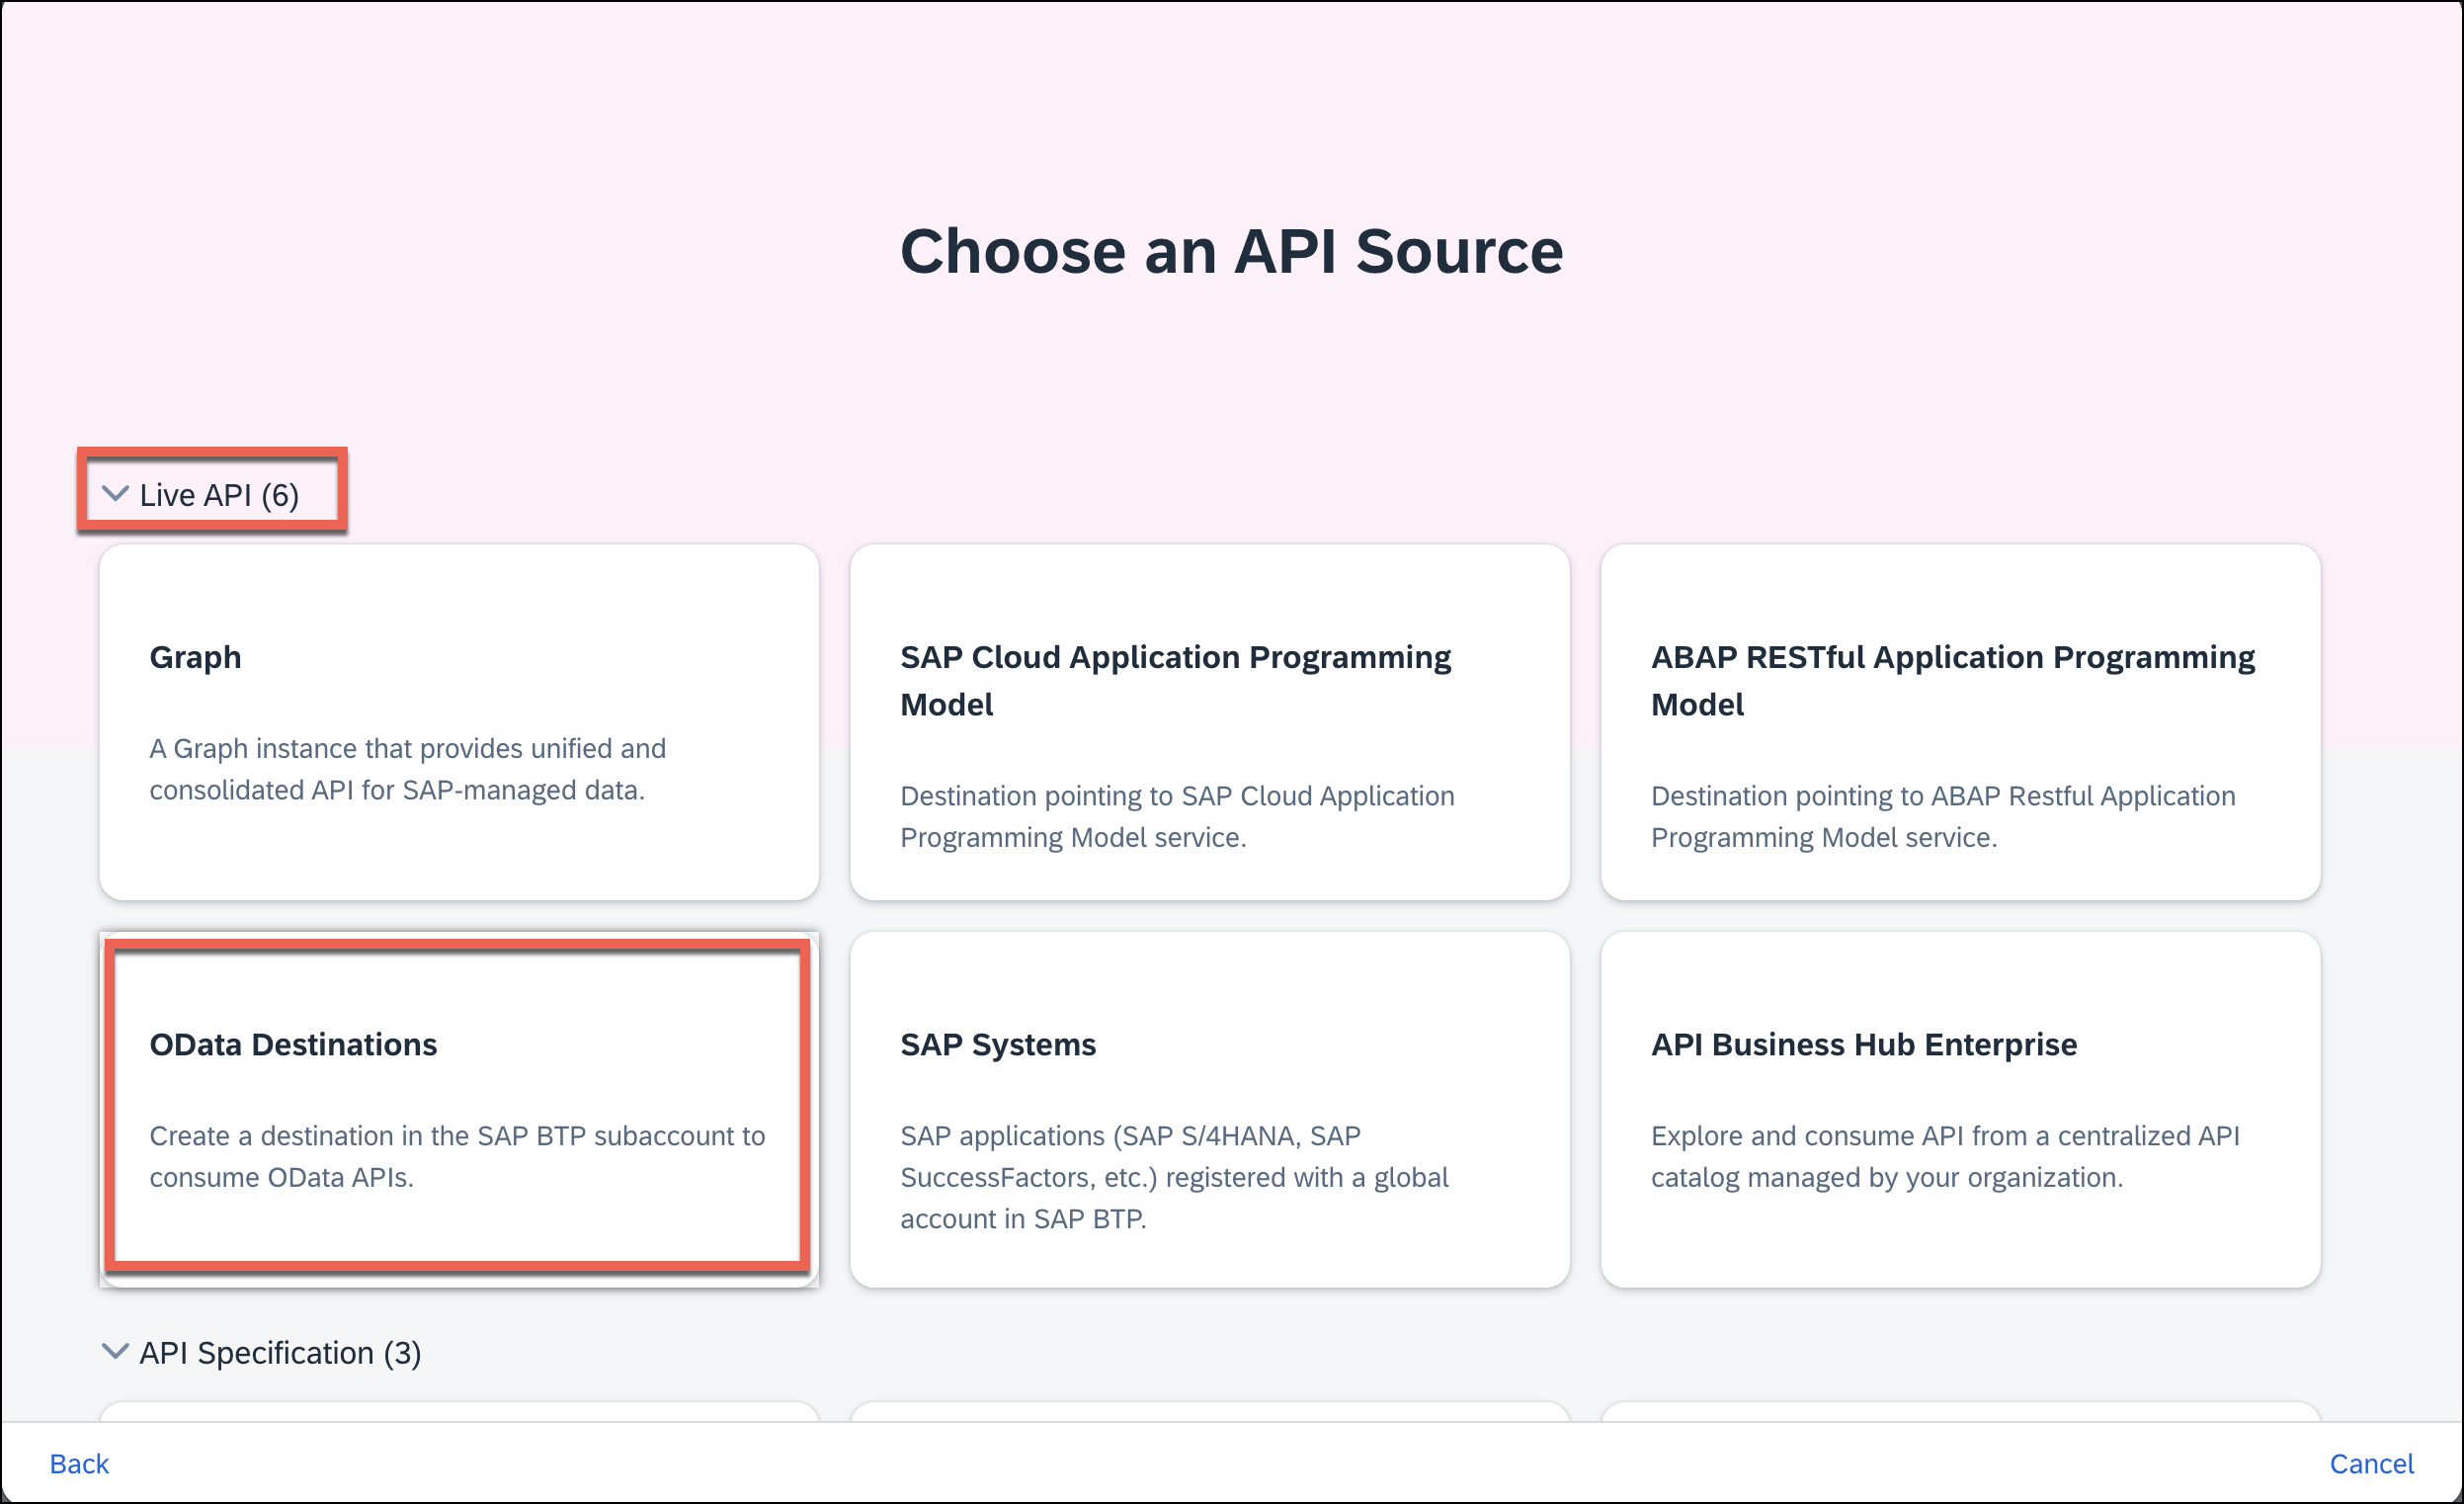 Choose an API Source
Live API (6)
Graph
A Graph instance that provides unified and
consolidated API for SAP-managed data.
SAP Cloud Application Programming
Model
Destination pointing to SAP Cloud Application
Programming Model service.
ABAP RESTful Application Programming
Model
Destination pointing to ABAP Restful Application
Programming Model service.
OData Destinations
Create a destination in the SAP BTP subaccount to
consume OData APIs.
SAP Systems
SAP applications (SAP S/4HANA, SAP
SuccessFactors, etc.) registered with a global
account in SAP BTP.
API Business Hub Enterprise
Explore and consume API from a centralized API
catalog managed by your organization.
API Specification (3)
Back
Cancel